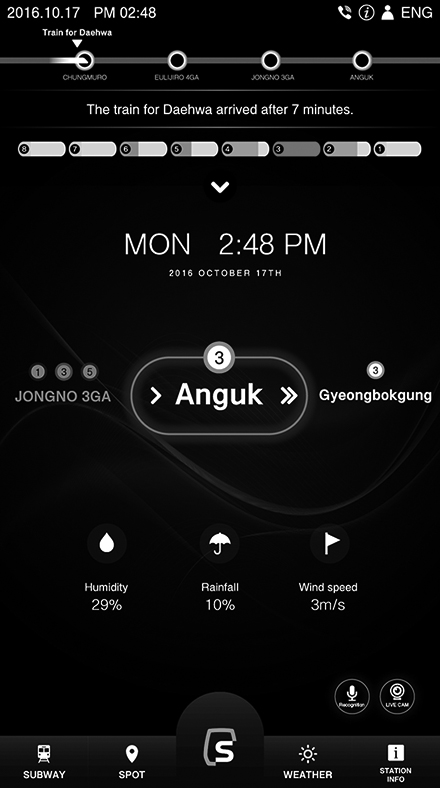 2016.10.17 PM 02:48 ENG
Train for Daehwa
CHUNGMURO EULIJIRO 4GA JONGNO 3GA ANGUK
The train for Daehwa arrived after 7 minutes.
8 7 6 5 4 3 2 1
MON 2:48 PM
2016 OCTOBER 17TH
1 3 5 3 3
JONGNO 3GA Anguk Gyeongbokgung
Humidity Rainfall Wind speed
29% 10% 3m/s
Recognition LIVE CAM
S
SUBWAY SPOT WEATHER STATION
INFO